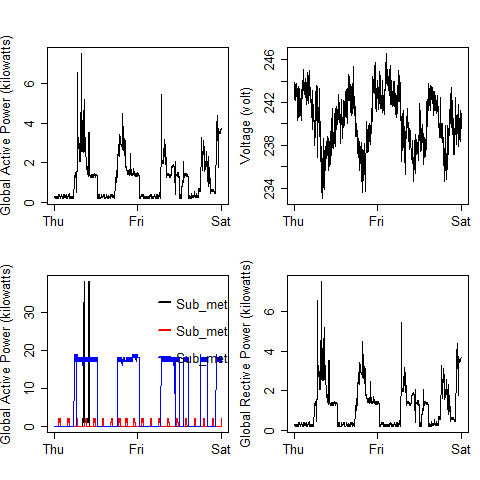 Global Active Power (kilowatts)
6
4
2
0
Thu
Fri
Sat
Voltage (volt)
246
242
238
234
Thu
Fri
Sat
Global Active Power (kilowatts)
30
20
10
0
Thu
Fri
Sat
Sub_met
Sub_met
Sub_met
Global Rective Power (kilowatts)
6
4
2
0
Thu
Fri
Sat